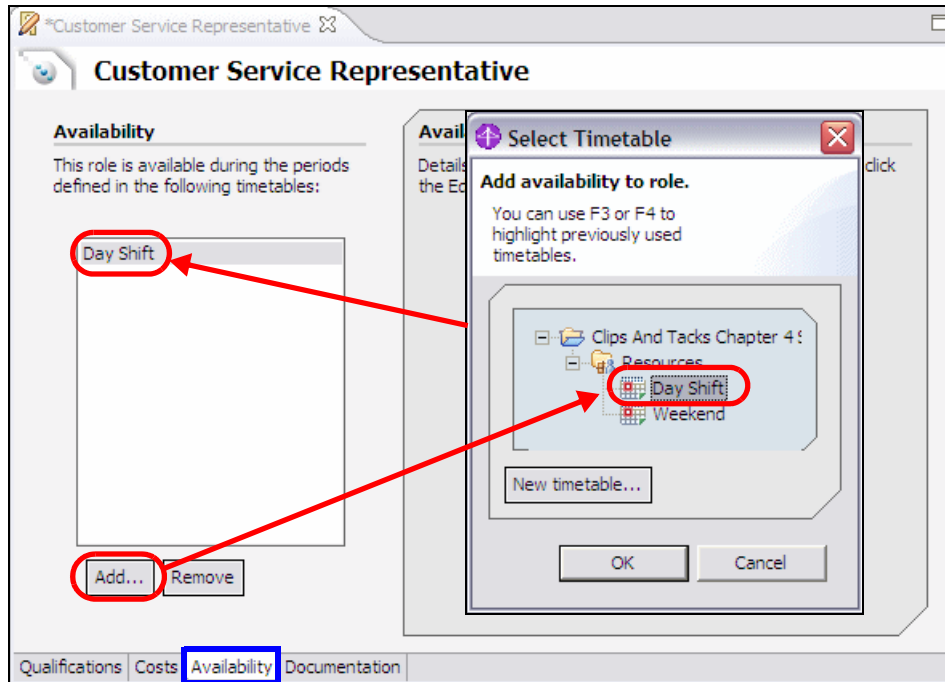 *Customer Service Representative
Customer Service Representative
Availability
This role is available during the periods
defined in the following timetables:
Day Shift
Add...
Remove
Avail
Details
click
the Ed
Select Timetable
Add availability to role.
You can use F3 or F4 to
highlight previously used
timetables.
Clips And Tacks Chapter 4
Resources
Day Shift
Weekend
New timetable...
OK
Cancel
Qualifications
Costs
Availability
Documentation